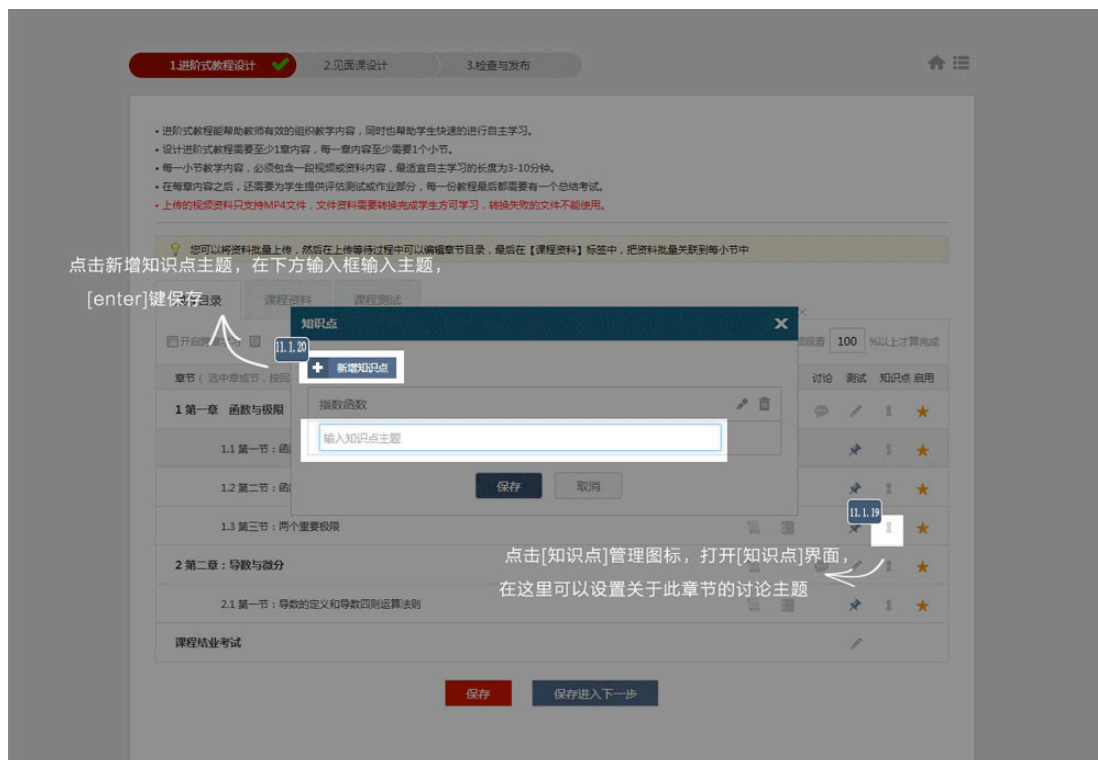 1.进阶式教程设计 2.见面课设计 3.检查与发布
• 进阶式教程能帮助教师有效的组织教学内容，同时也帮助学生快速的进行自主学习。
• 设计进阶式教程需要至少1章内容，每一章内容至少需要1个小节。
• 每一小节教学内容，必须包含一段视频或资料内容，最适宜自主学习的长度为3-10分钟。
• 在每章内容之后，还需要为学生提供评估测试或作业部分，每一份教程最后都需要有一个总结考试。
• 上传的视频资料只支持MP4文件，文件资料需要转换完成学生方可学习，转换失败的文件不能使用。
您可以将资料批量上传，然后在上传等待过程中可以编辑章节目录，最后在【课程资料】标签中，把资料批量关联到每小节中
点击新增知识点主题，在下方输入框输入主题，
[enter]键保存
目录 课程资料 课程测试
知识点
开启
11.1.20
观看 100 %以上才算完成
新增知识点
章节（选中章或节，按回
讨论 测试 知识点 启用
指数函数
1 第一章 函数与极限
输入知识点主题
1.1 第一节：函
1.2 第二节：函
保存 取消
11.1.19
1.3 第三节：两个重要极限
点击[知识点]管理图标，打开[知识点]界面，
在这里可以设置关于此章节的讨论主题
2 第二章：导数与微分
2.1 第一节：导数的定义和导数四则运算法则
课程结业考试
保存 保存进入下一步